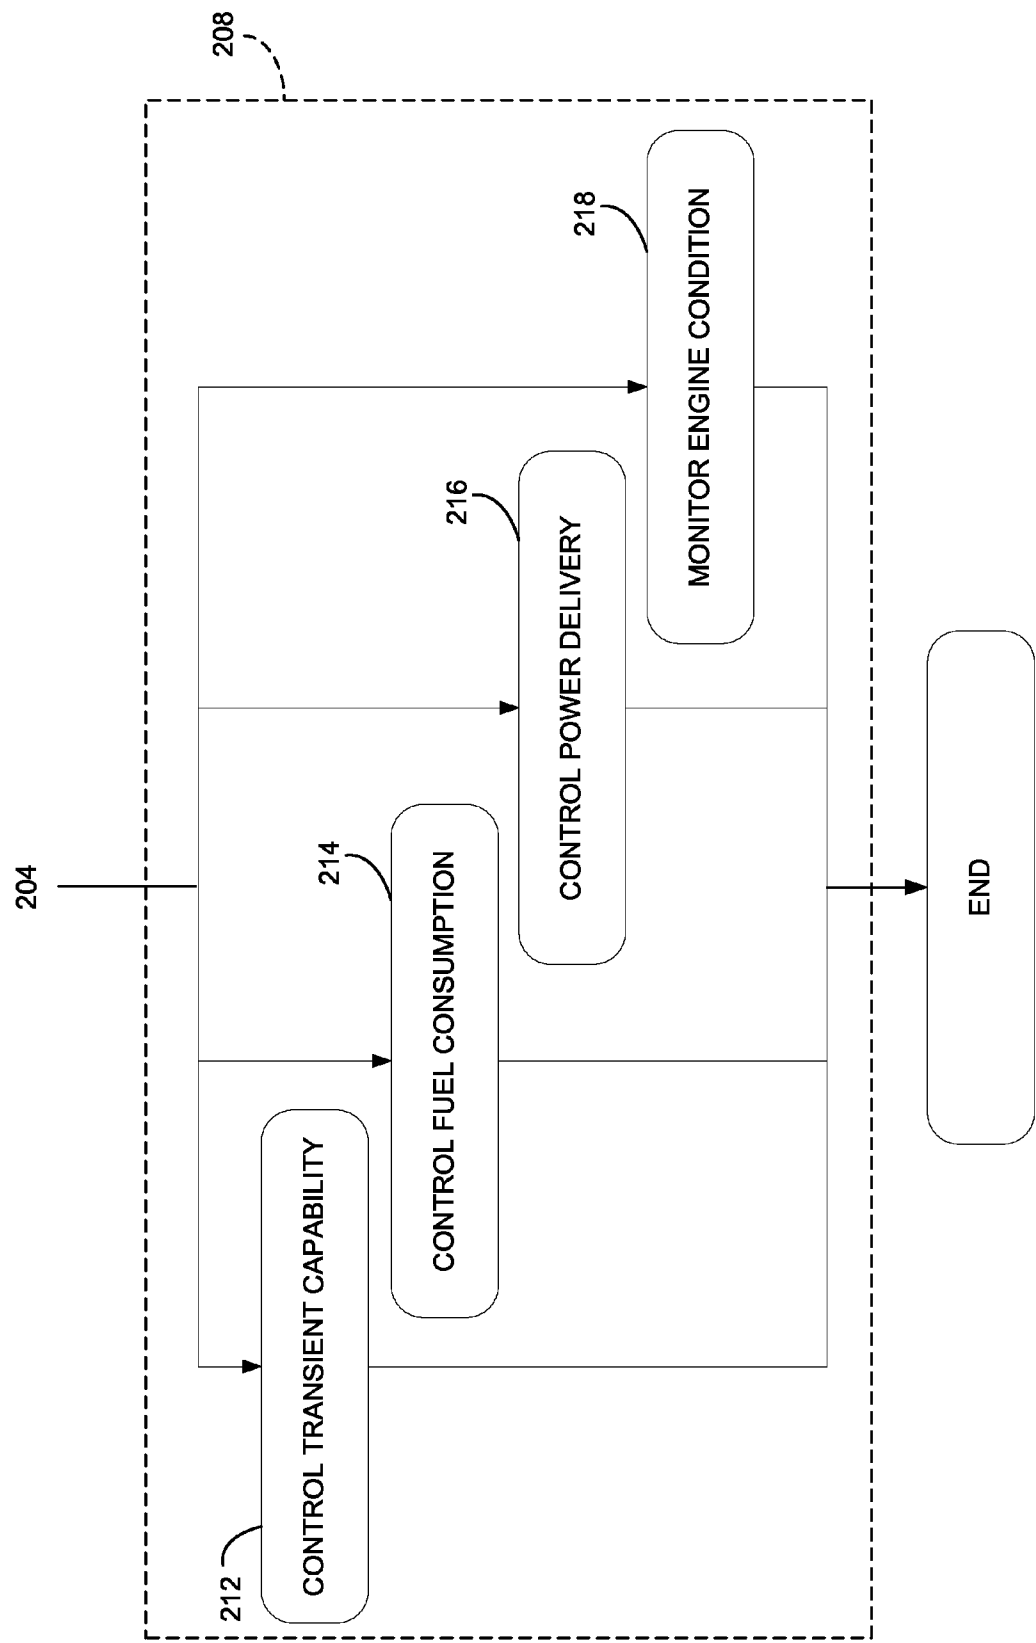 204
208
212
CONTROL TRANSIENT CAPABILITY
214
CONTROL FUEL CONSUMPTION
216
CONTROL POWER DELIVERY
218
MONITOR ENGINE CONDITION
END